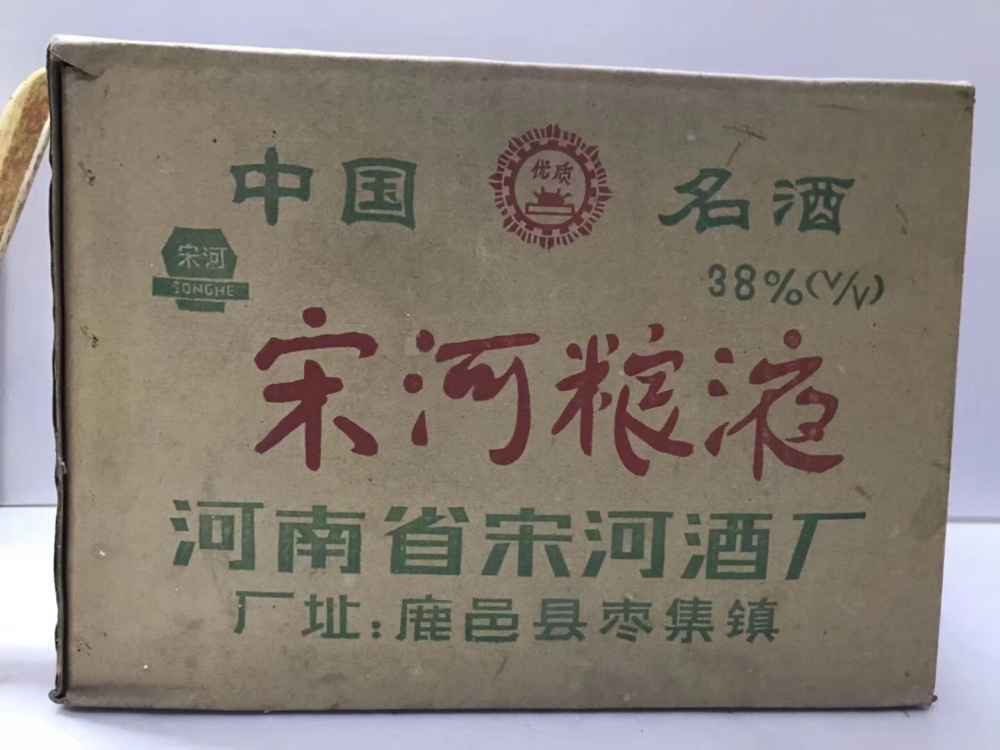 中国 优质 名酒
宋河
SONGHE
38%(V/V)
宋河粮液
河南省宋河酒厂
厂址:鹿邑县枣集镇